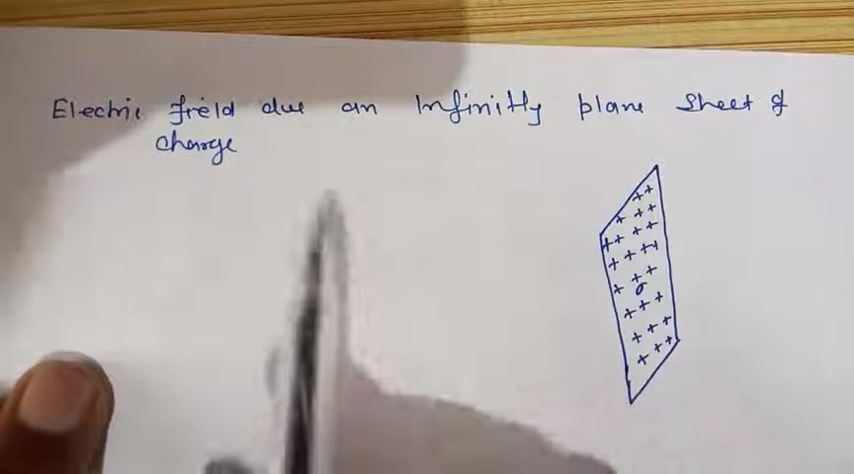 Electric field due an Infinitly plane sheet of
charge
+ + + + + + + + + + + + + + + + + + + σ + + + + + + + + + +